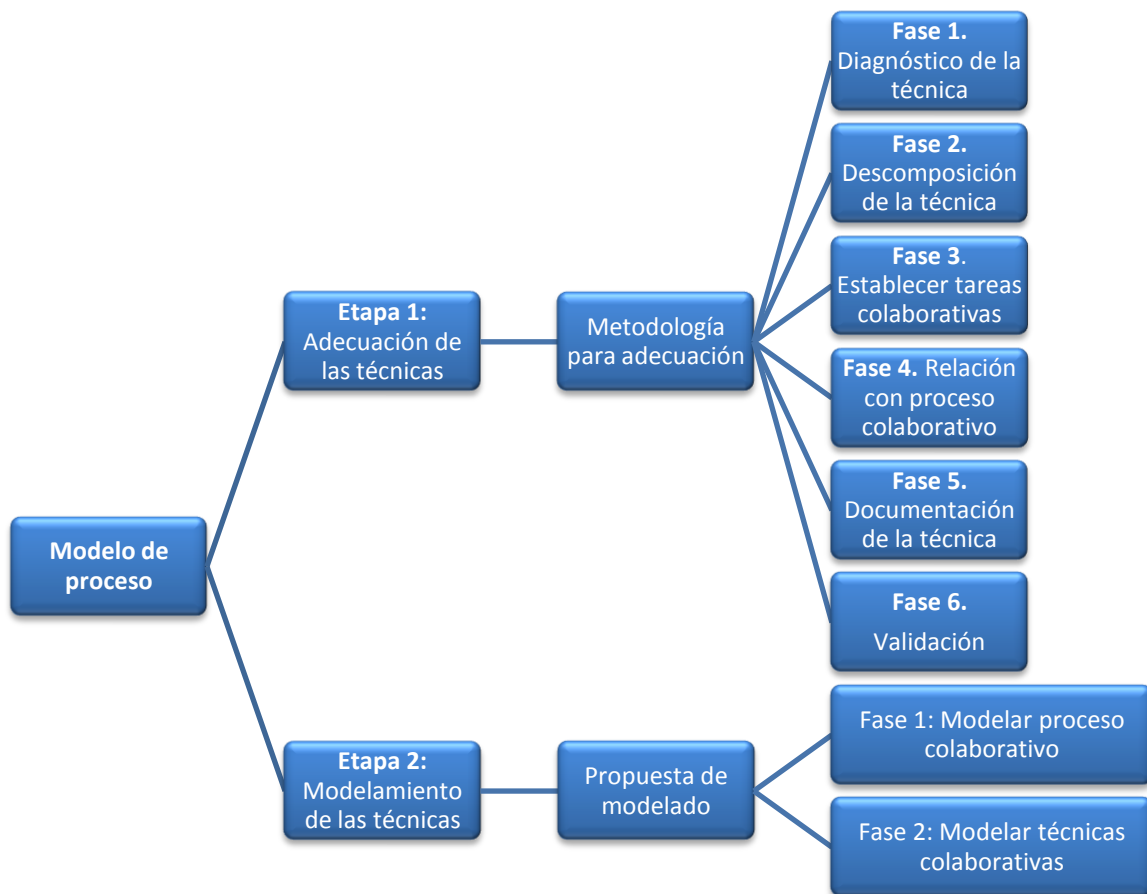 Modelo de
proceso
Etapa 1:
Adecuación de
las técnicas
Metodología
para adecuación
Fase 1.
Diagnóstico de la
técnica
Fase 2.
Descomposición
de la técnica
Fase 3.
Establecer tareas
colaborativas
Fase 4. Relación
con proceso
colaborativo
Fase 5.
Documentación
de la técnica
Fase 6.
Validación
Etapa 2:
Modelamiento
de las técnicas
Propuesta de
modelado
Fase 1: Modelar proceso
colaborativo
Fase 2: Modelar técnicas
colaborativas